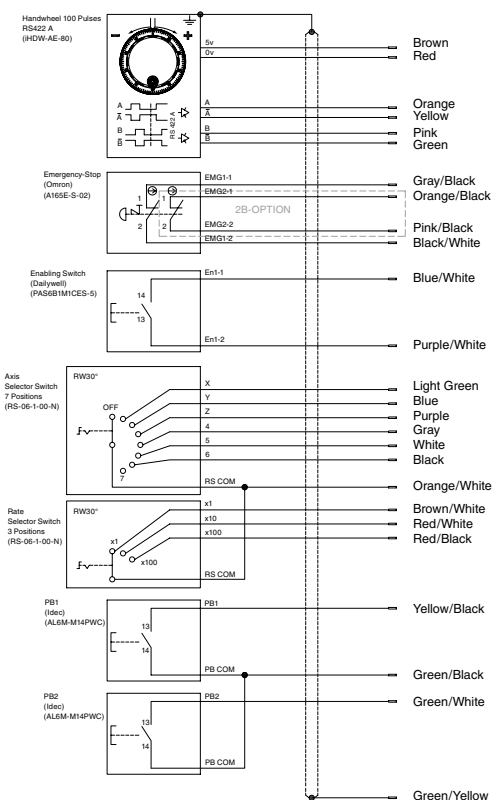 Handwheel 100 Pulses
RS422 A
(iHDW-AE-80)
- +
5v Brown
0v Red
A A Orange
A A Yellow
B B Pink
B B Green
RS 422 A
Emergency-Stop
(Omron)
(A165E-S-02)
EMG1-1 Gray/Black
EMG2-1 Orange/Black
1 1
2B-OPTION
2 2
EMG2-2 Pink/Black
EMG1-2 Black/White
Enabling Switch
(Dailywell)
(PAS6B1M1CES-5)
En1-1 Blue/White
14
13
En1-2 Purple/White
Axis
Selector Switch
7 Positions
(RS-06-1-00-N)
RW30°
OFF
X Light Green
Y Blue
Z Purple
4 Gray
5 White
6 Black
7
RS COM Orange/White
Rate
Selector Switch
3 Positions
(RS-06-1-00-N)
RW30°
x1 Brown/White
x10 Red/White
x100 Red/Black
x1
x100
RS COM
PB1
(Idec)
(AL6M-M14PWC)
PB1 Yellow/Black
13
14
PB COM Green/Black
PB2
(Idec)
(AL6M-M14PWC)
PB2 Green/White
13
14
PB COM
Green/Yellow